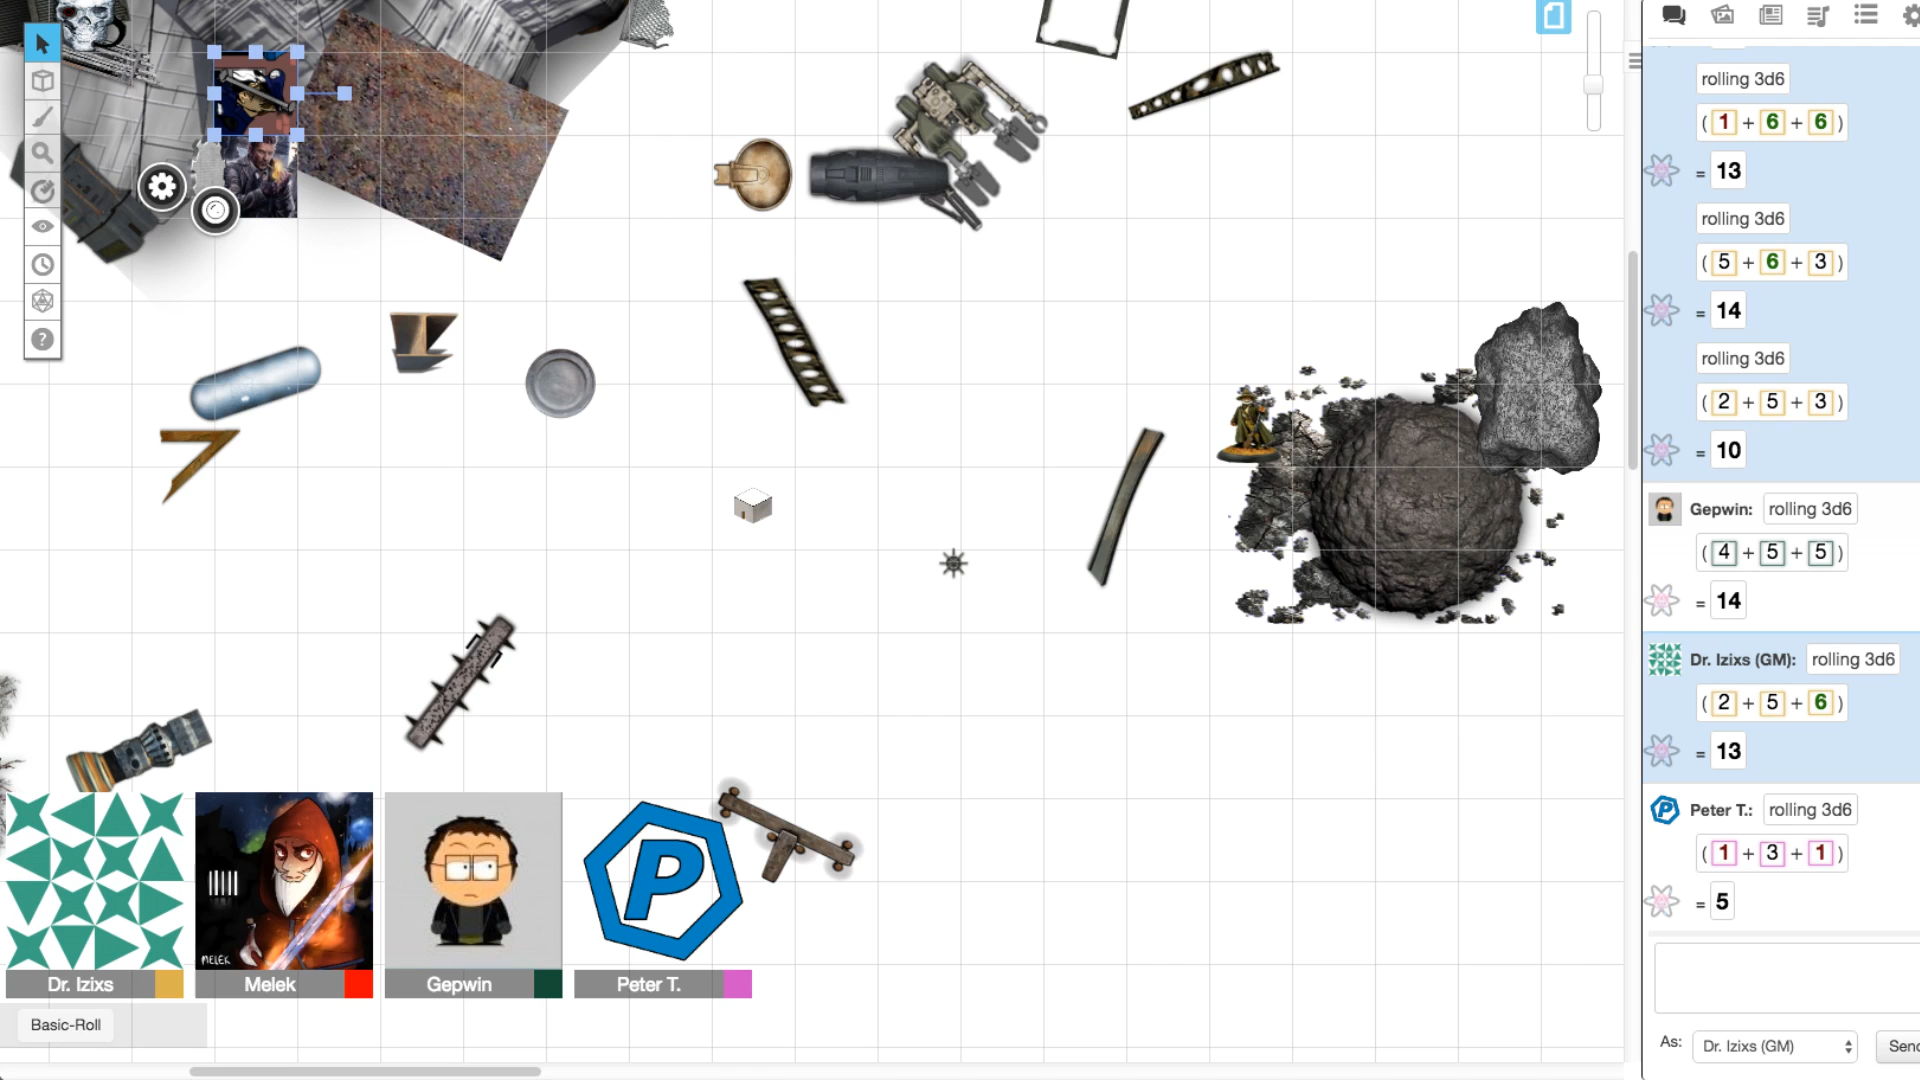 rolling 3d6
( 1 + 6 + 6 )
= 13
rolling 3d6
( 5 + 6 + 3 )
= 14
rolling 3d6
( 2 + 5 + 3 )
= 10
Gepwin: rolling 3d6
( 4 + 5 + 5 )
= 14
Dr. Izixs (GM): rolling 3d6
( 2 + 5 + 6 )
= 13
Peter T.: rolling 3d6
( 1 + 3 + 1 )
= 5
?
MELEK
P
P
Dr. Izixs
Melek
Gepwin
Peter T.
Basic-Roll
As: Dr. Izixs (GM) Send